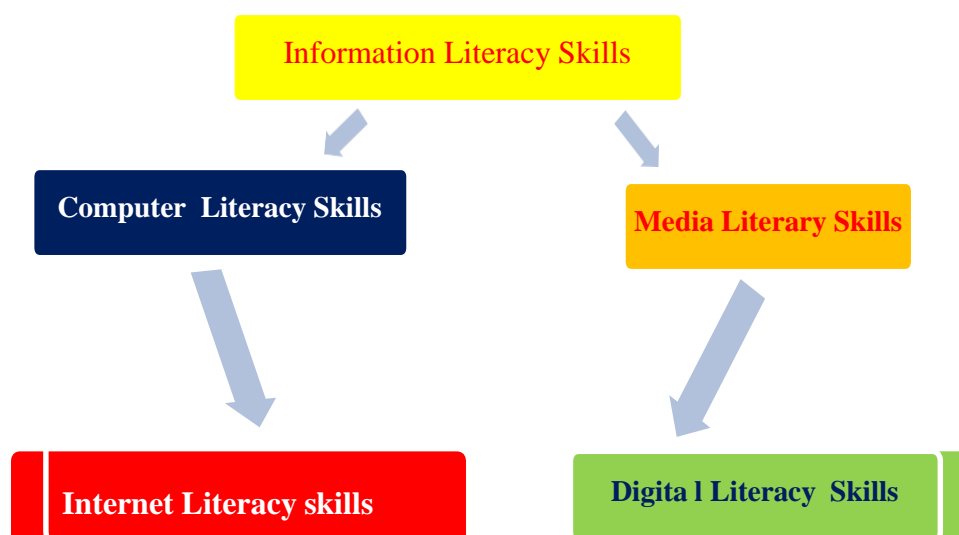 Information Literacy Skills
Computer  Literacy Skills
Media Literary Skills
Internet Literacy skills
Digita l Literacy  Skills